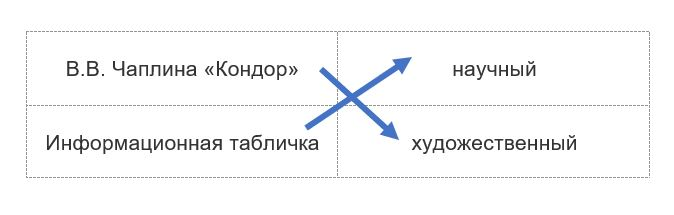 В.В. Чаплина «Кондор»
научный
Информационная табличка
художественный